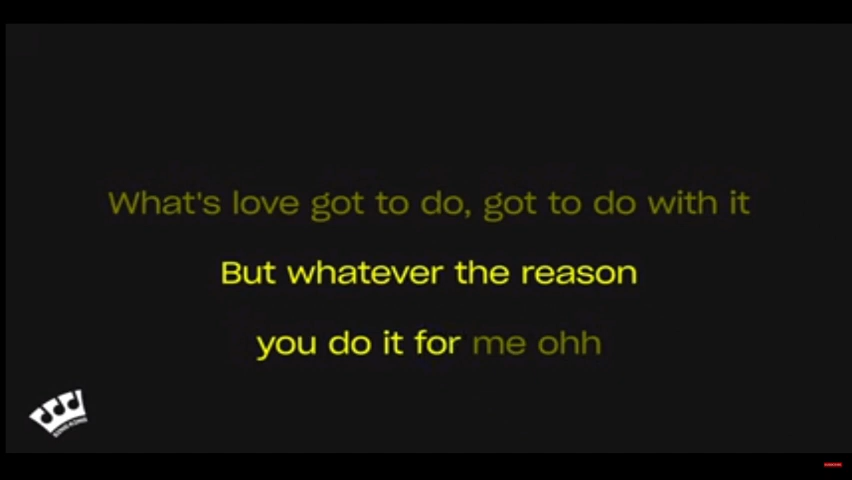 What's love got to do, got to do with it
But whatever the reason
you do it for me ohh